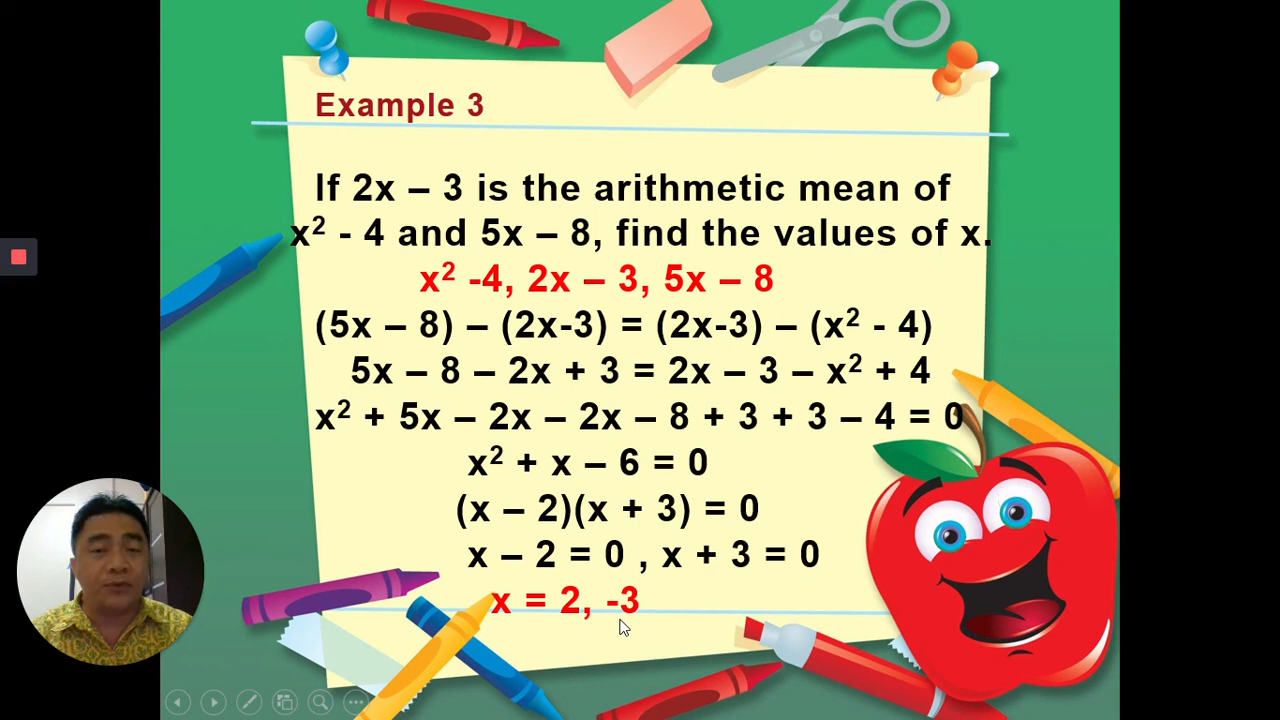 Example 3
If 2x – 3 is the arithmetic mean of
x² - 4 and 5x – 8, find the values of x.
x² -4, 2x – 3, 5x – 8
(5x – 8) – (2x-3) = (2x-3) – (x² - 4)
5x – 8 – 2x + 3 = 2x – 3 – x² + 4
x² + 5x – 2x – 2x – 8 + 3 + 3 – 4 = 0
x² + x – 6 = 0
(x – 2)(x + 3) = 0
x – 2 = 0 , x + 3 = 0
x = 2, -3